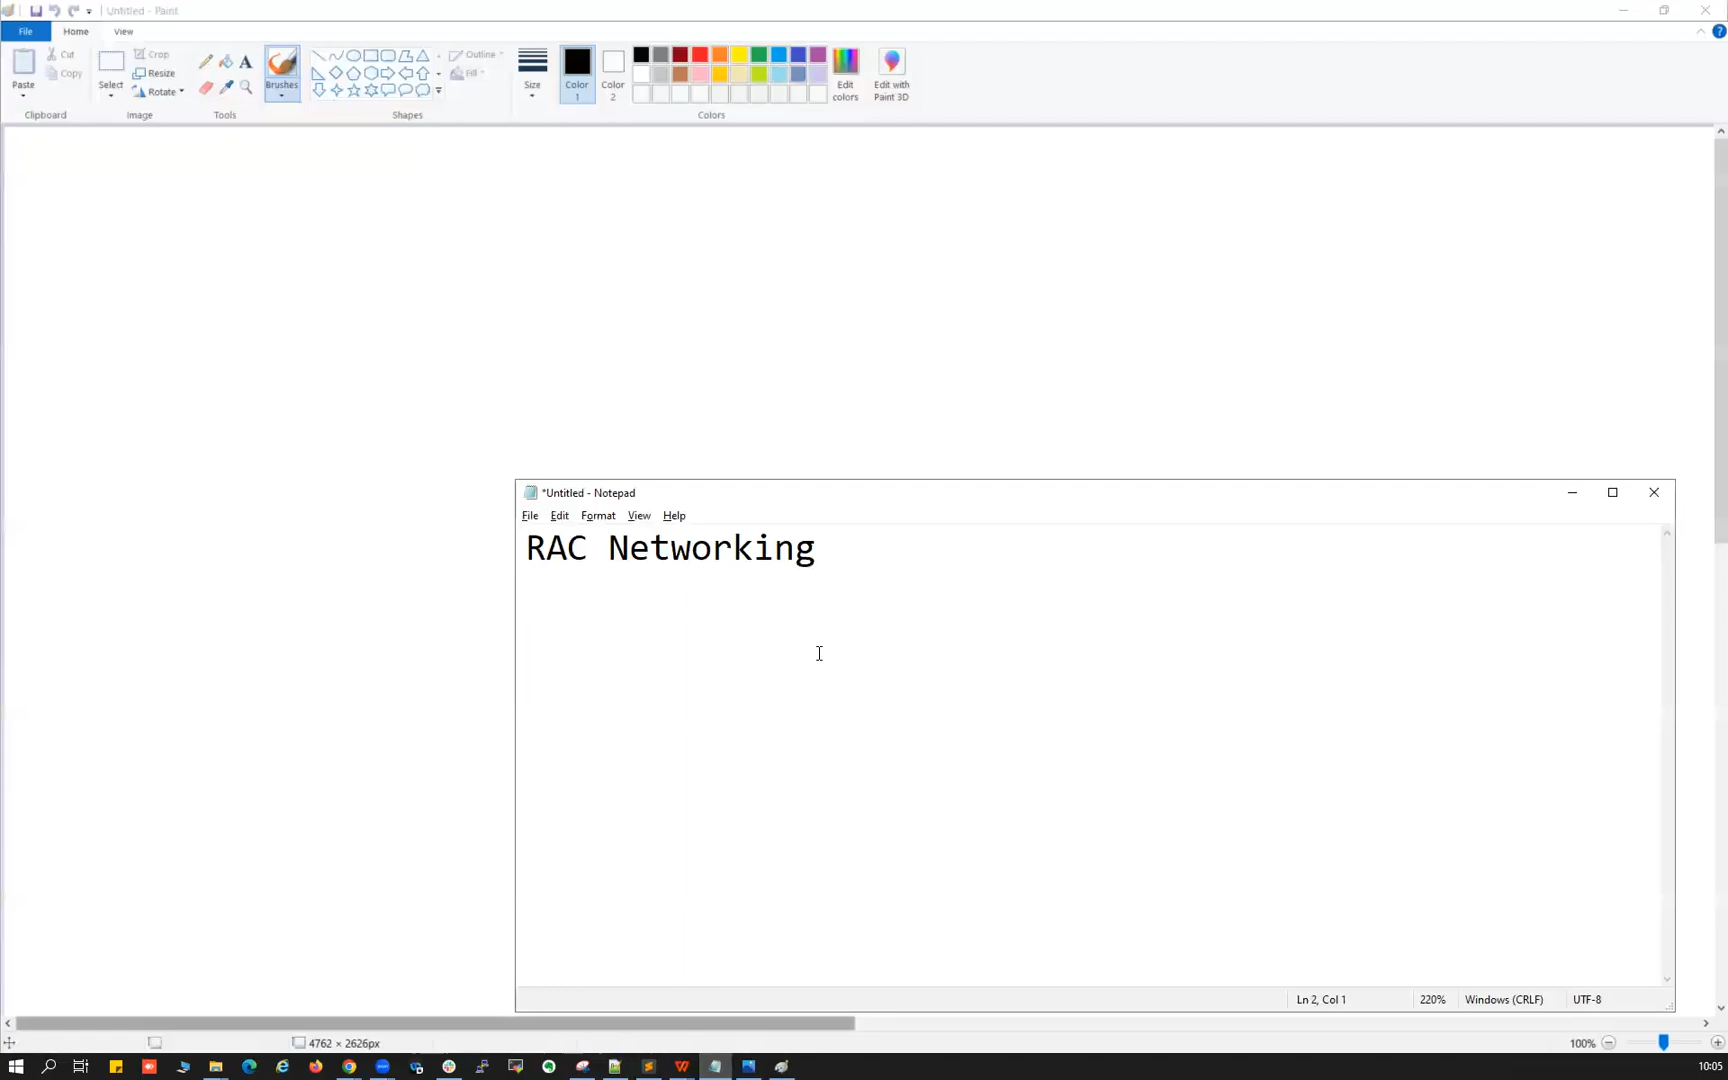 Untitled - Paint
File
Home
View
Paste
Cut
Copy
Clipboard
Select
Crop
Resize
Rotate
Image
A
Tools
Brushes
Outline
Fill
Shapes
Size
Color
1
Color
2
Edit
colors
Edit with
Paint 3D
Colors
*Untitled - Notepad
File
Edit
Format
View
Help
RAC Networking
Ln 2, Col 1
220%
Windows (CRLF)
UTF-8
4762 × 2626px
100%
10:05